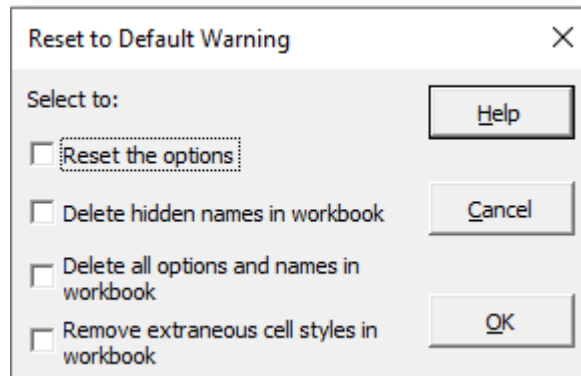 Reset to Default Warning
Select to:
Help
Reset the options
Delete hidden names in workbook
Cancel
Delete all options and names in
workbook
Remove extraneous cell styles in
workbook
OK